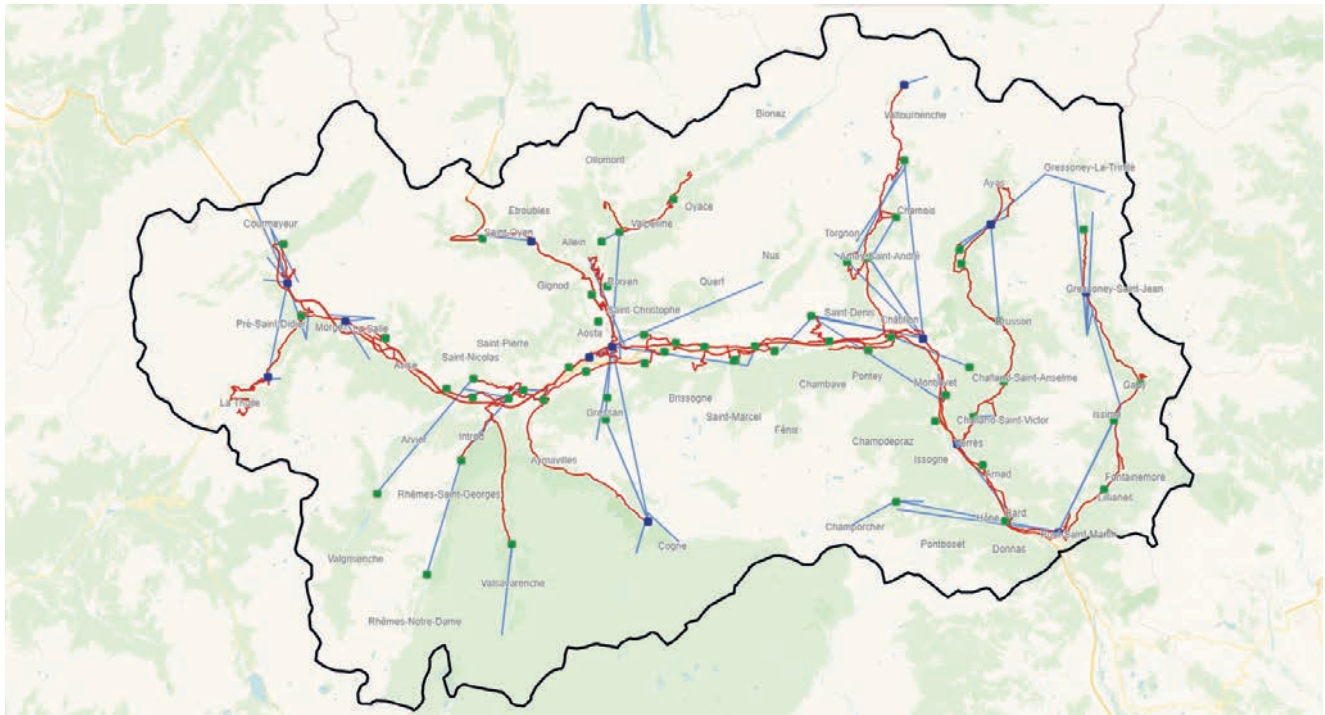 Bionaz
Valtournenche
Ollomont
Gressoney-La-Trinité
Ayas
Oyace
Etroubles
Chamois
Courmayeur
Valpelline
Saint-Oyen
Torgnon
Allein
Antey-Saint-André
Nus
Gignod
Roisan
Quart
Gressoney-Saint-Jean
Saint-Christophe
Saint-Denis
Châtillon
Pré-Saint-Didier
Morgex
La Salle
Brusson
Aosta
Saint-Pierre
Saint-Nicolas
Avise
Pontey
Chambave
Montjovet
Challand-Saint-Anselme
Gaby
Brissogne
La Thuile
Gressan
Saint-Marcel
Challand-Saint-Victor
Issime
Fénis
Arvier
Introd
Champdepraz
Verres
Aymavilles
Issogne
Arnad
Fontainemore
Rhêmes-Saint-Georges
Lillianes
Bard
Hône
Champorcher
Pont-Saint-Martin
Cogne
Pontboset
Donnas
Valgrisenche
Valsavarenche
Rhêmes-Notre-Dame